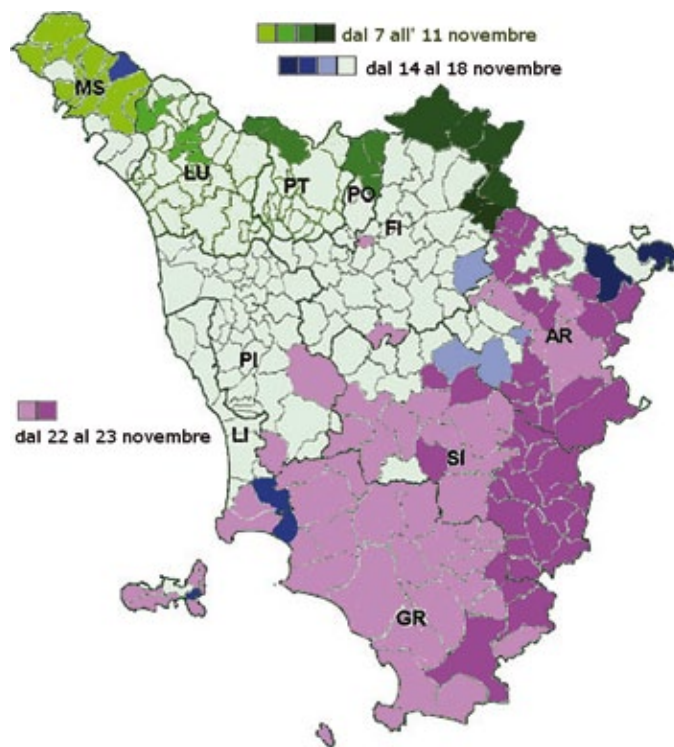 dal 7 all' 11 novembre
dal 14 al 18 novembre
MS
LU
PT
PO
FI
AR
PI
dal 22 al 23 novembre
LI
SI
GR